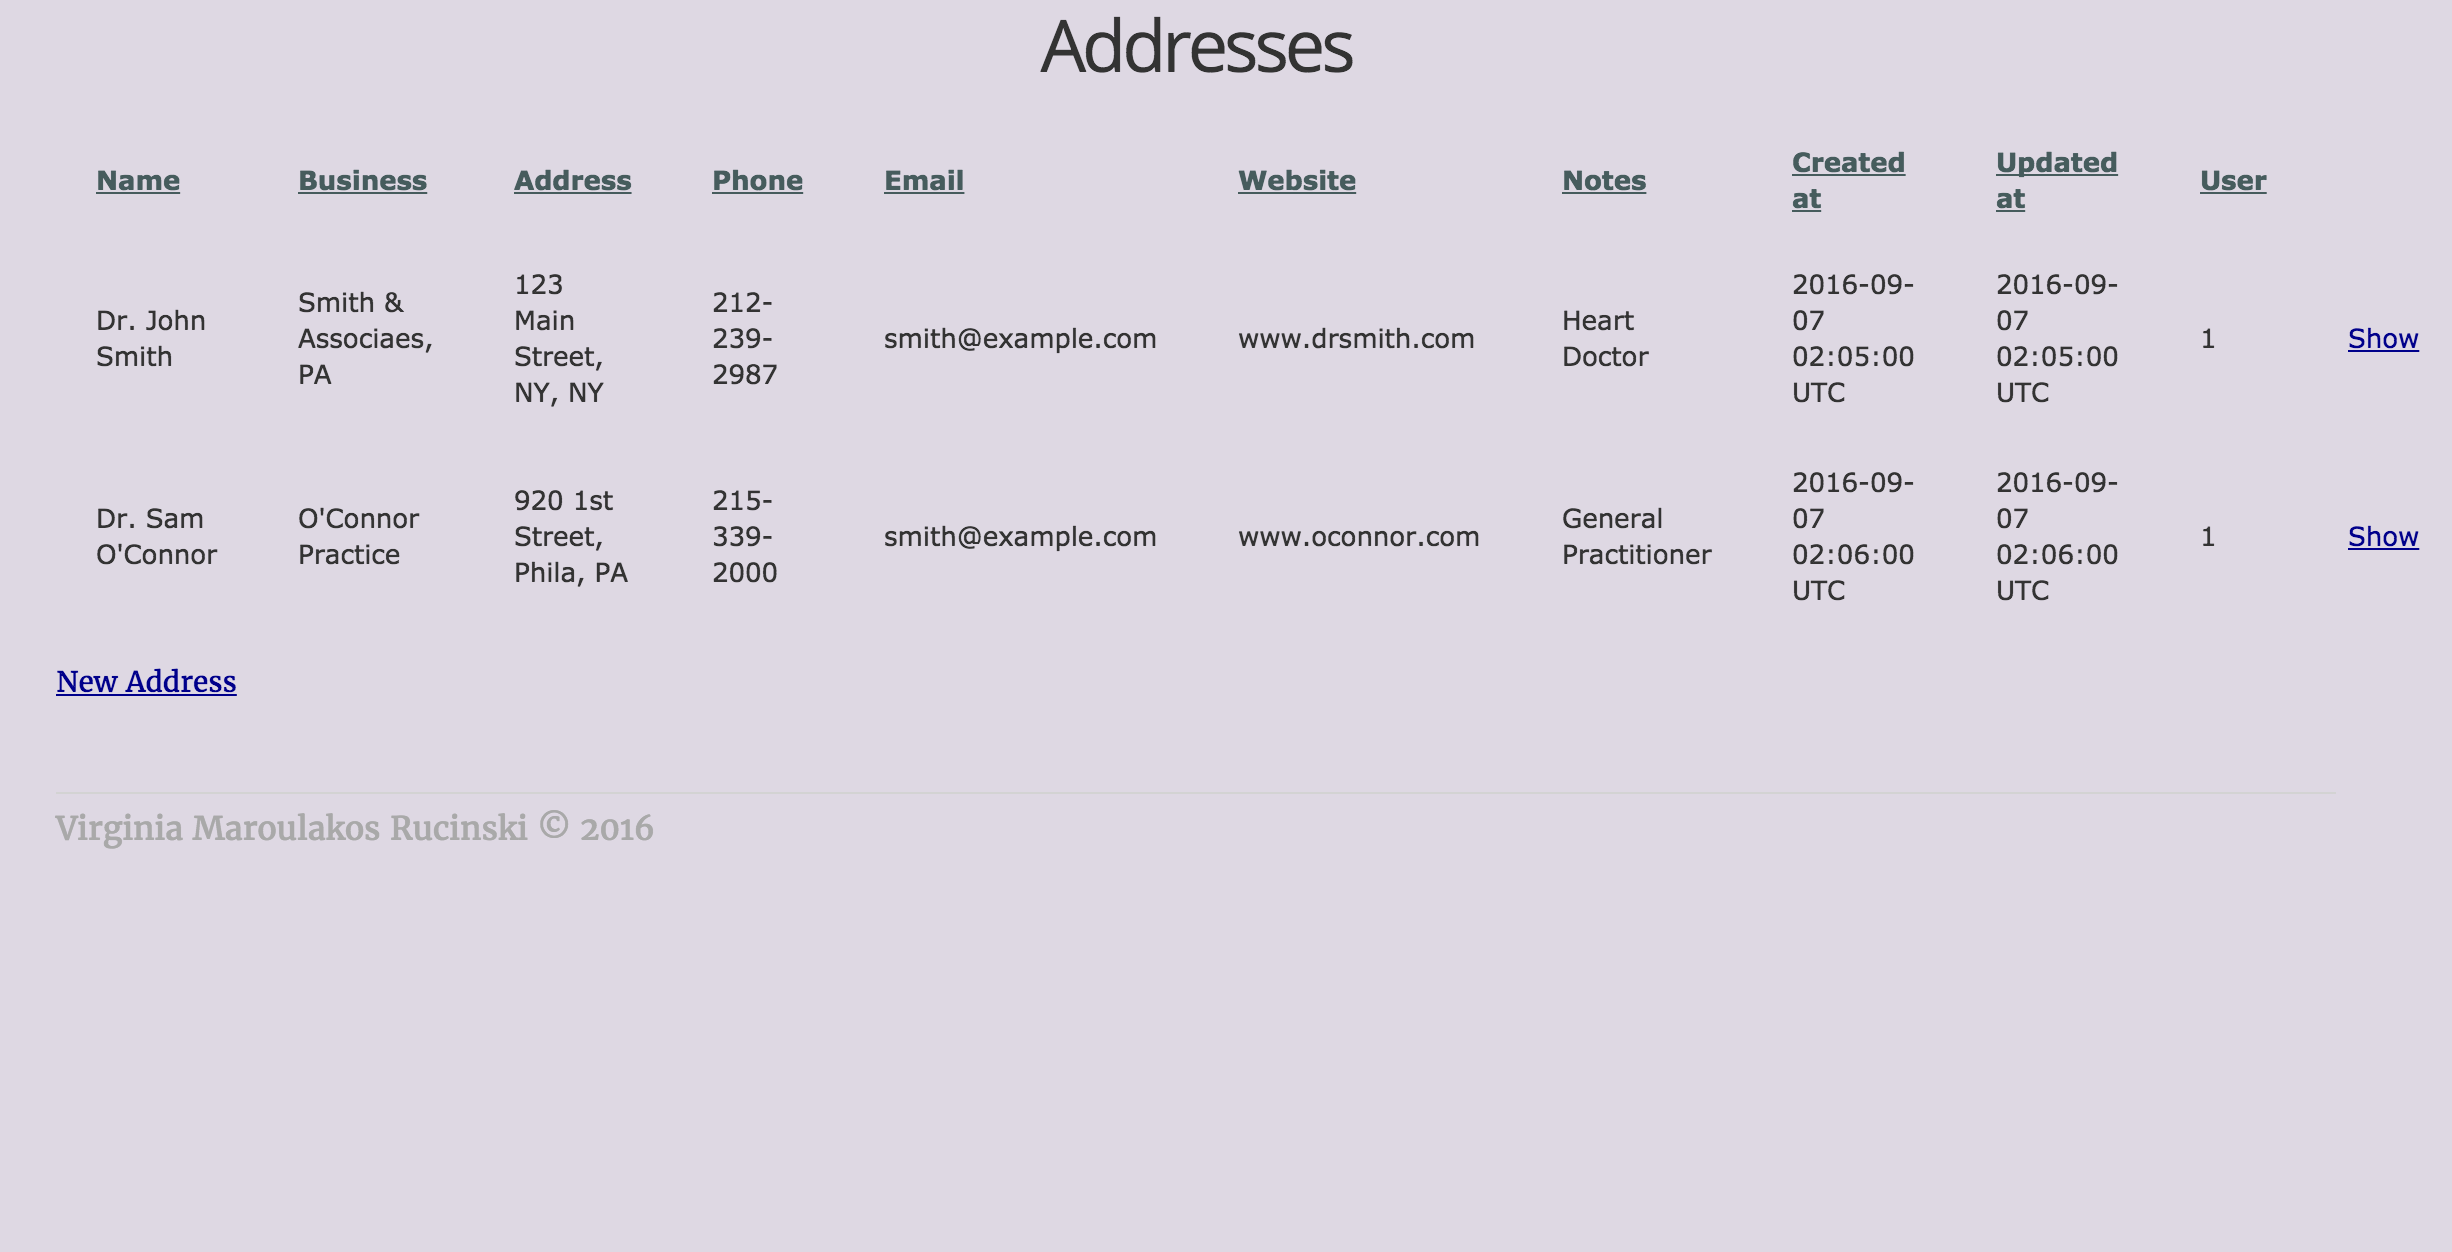 Addresses
Name Business Address Phone Email Website Notes Created at Updated at User
Dr. John Smith Smith & Associaes, PA 123 Main Street, NY, NY 212-239-2987 smith@example.com www.drsmith.com Heart Doctor 2016-09-07 02:05:00 UTC 2016-09-07 02:05:00 UTC 1 Show
Dr. Sam O'Connor O'Connor Practice 920 1st Street, Phila, PA 215-339-2000 smith@example.com www.oconnor.com General Practitioner 2016-09-07 02:06:00 UTC 2016-09-07 02:06:00 UTC 1 Show
New Address
Virginia Maroulakos Rucinski © 2016